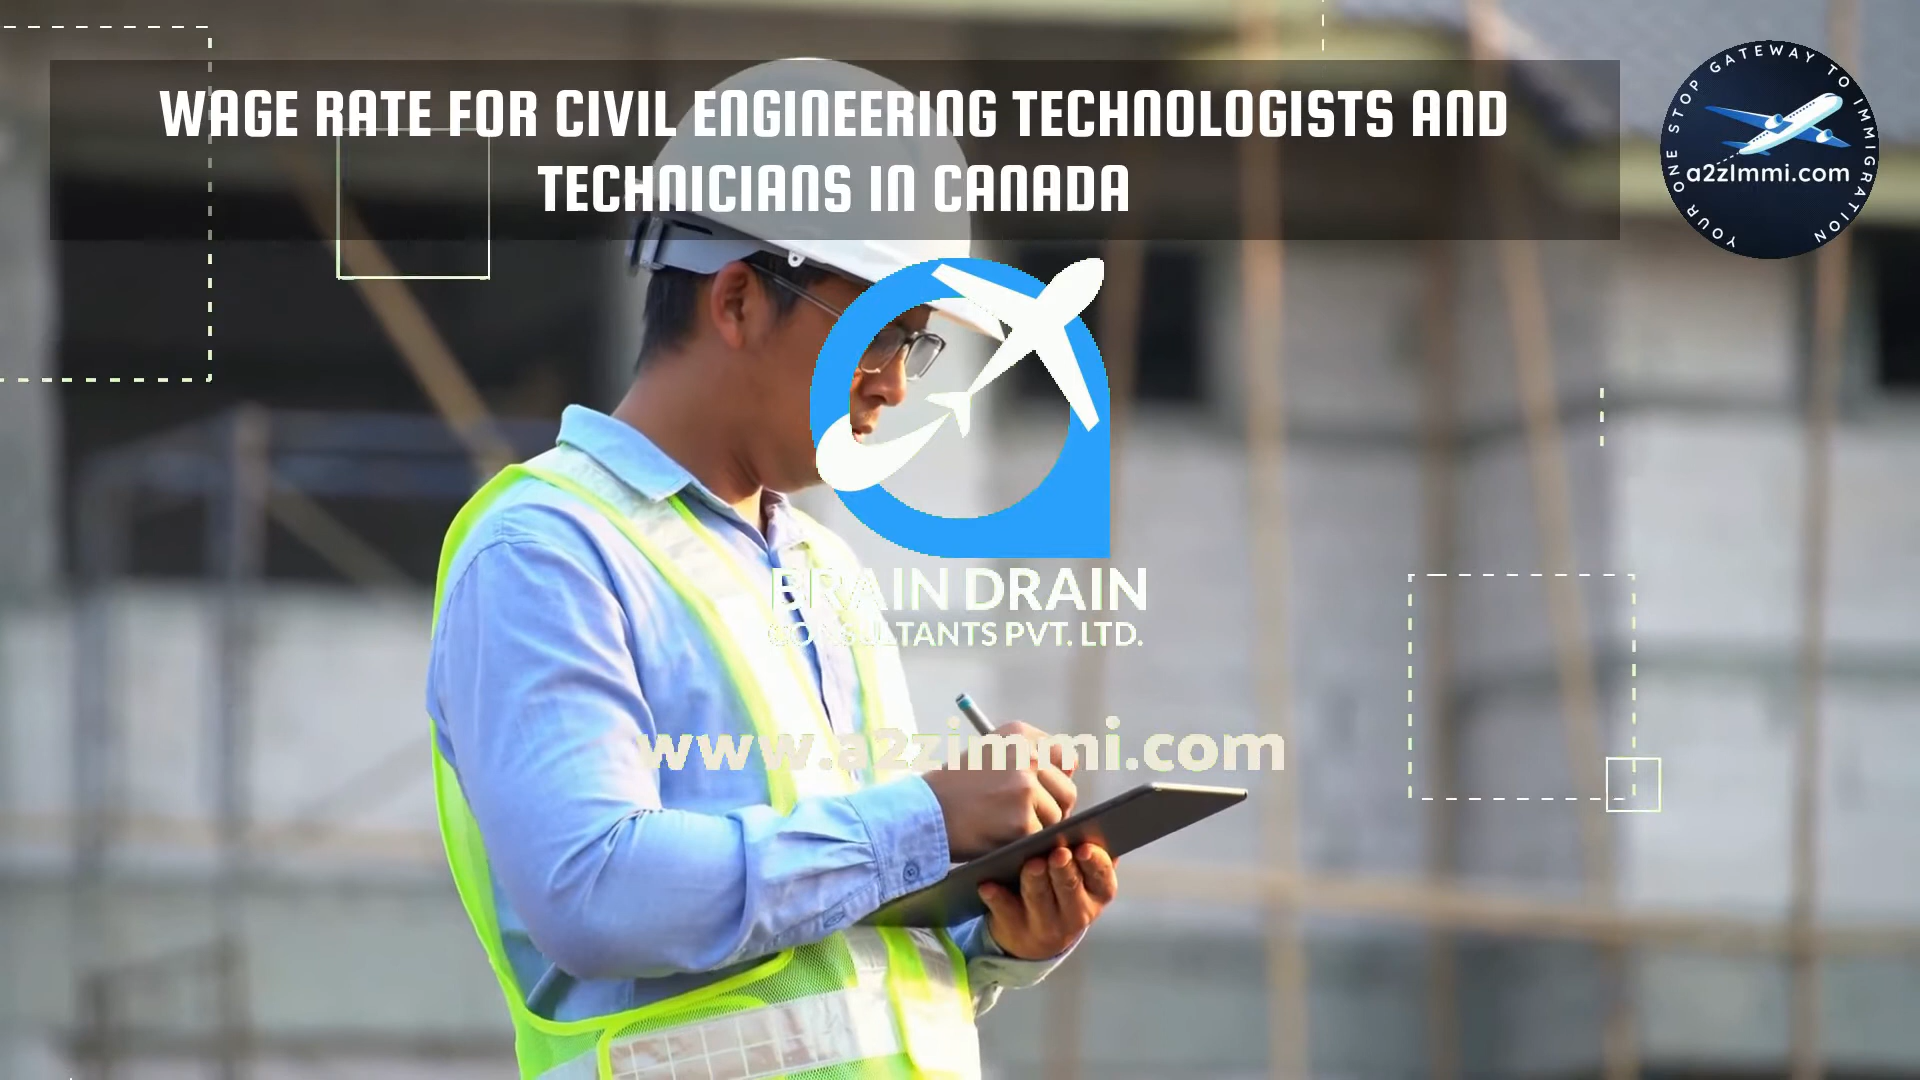 WAGE RATE FOR CIVIL ENGINEERING TECHNOLOGISTS AND
TECHNICIANS IN CANADA
YOUR ONE STOP GATEWAY TO IMMIGRATION
a2zImmi.com
BRAIN DRAIN
CONSULTANTS PVT. LTD.
www.a2zimmi.com